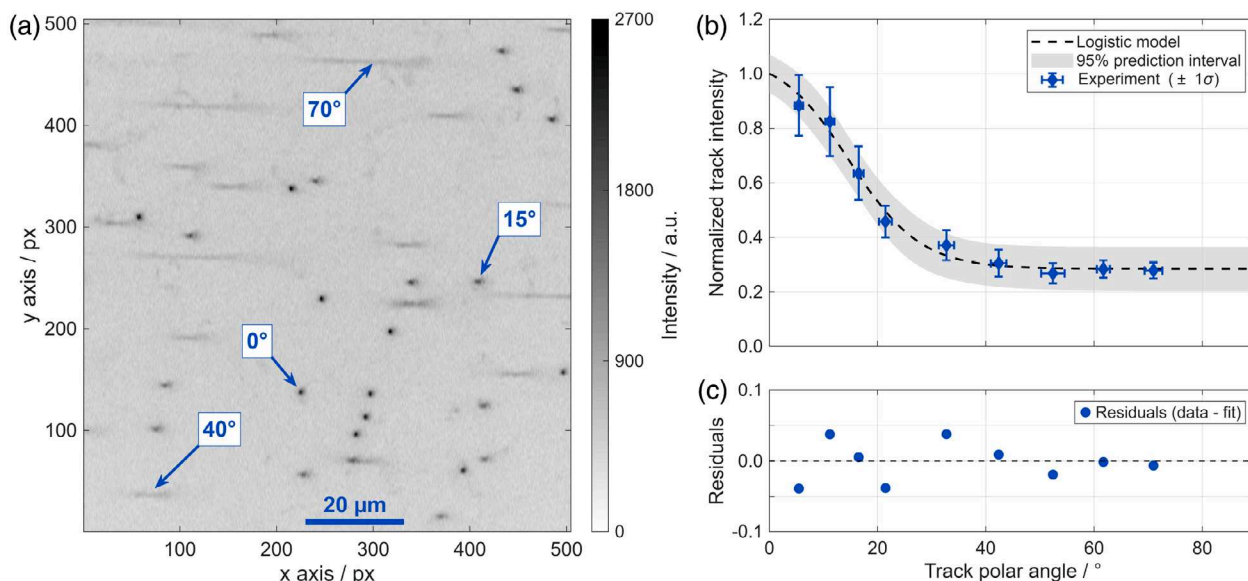 (a)
500
400
300
200
100
y axis / px
100
200
300
400
500
x axis / px
70°
15°
0°
40°
20 µm
2700
1800
900
0
Intensity / a.u.
(b)
Logistic model
95% prediction interval
Experiment (± 1σ)
1.0
0.8
0.6
0.4
0.2
0.0
Normalized track intensity
(c)
Residuals (data - fit)
0.1
0.0
-0.1
Residuals
0
20
40
60
80
Track polar angle / °